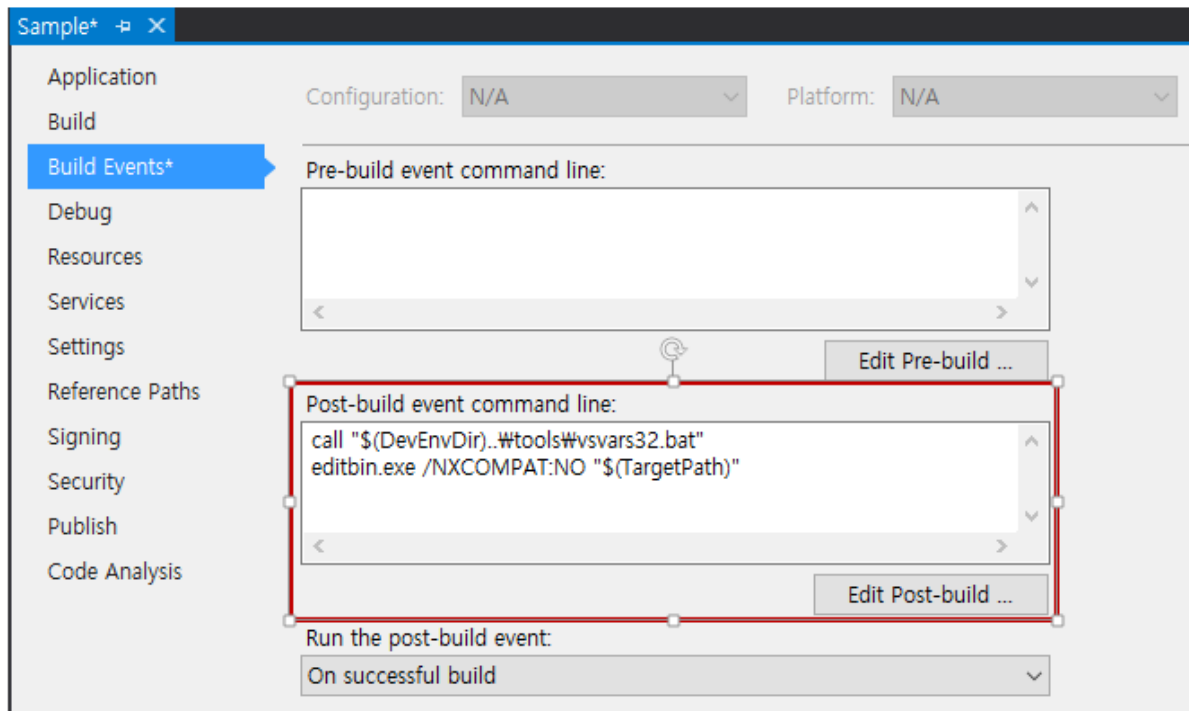 Sample*
Application
Build
Build Events*
Debug
Resources
Services
Settings
Reference Paths
Signing
Security
Publish
Code Analysis
Configuration: N/A Platform: N/A
Pre-build event command line:
Edit Pre-build ...
Post-build event command line:
call "$(DevEnvDir)..₩tools₩vsvars32.bat"
editbin.exe /NXCOMPAT:NO "$(TargetPath)"
Edit Post-build ...
Run the post-build event:
On successful build